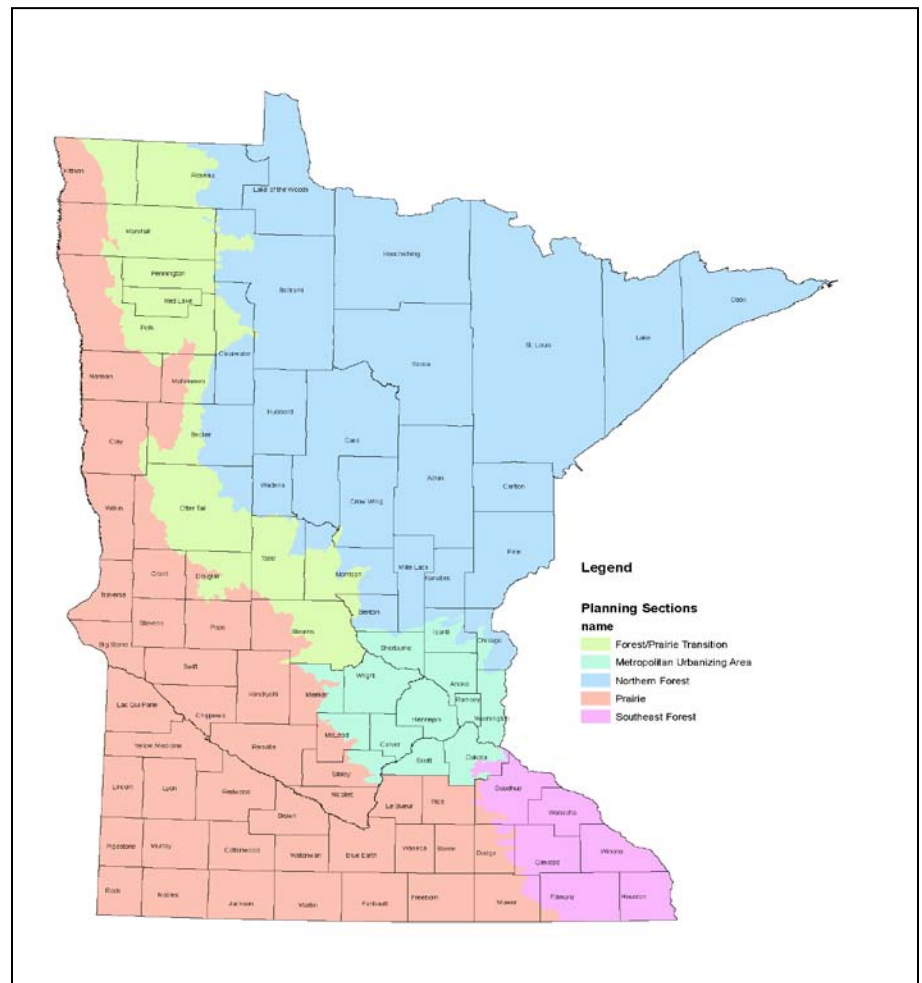 Kittson
Roseau
Lake of the Woods
Marshall
Koochiching
Pennington
Beltrami
Cook
Red Lake
Polk
St. Louis
Lake
Clearwater
Itasca
Norman
Mahnomen
Hubbard
Becker
Cass
Clay
Aitkin
Wadena
Carlton
Crow Wing
Otter Tail
Wilkin
Pine
Todd
Mille Lacs
Grant
Douglas
Morrison
Kanabec
Traverse
Benton
Stevens
Pope
Stearns
Isanti
Chisago
Big Stone
Sherburne
Swift
Wright
Anoka
Kandiyohi
Meeker
Ramsey
Lac Qui Parle
Hennepin
Washington
Chippewa
McLeod
Yellow Medicine
Renville
Carver
Scott
Dakota
Sibley
Lincoln
Lyon
Redwood
Nicollet
Goodhue
Le Sueur
Rice
Brown
Wabasha
Pipestone
Murray
Cottonwood
Watonwan
Blue Earth
Waseca
Steele
Dodge
Olmsted
Winona
Rock
Nobles
Jackson
Martin
Faribault
Freeborn
Mower
Fillmore
Houston
Legend
Planning Sections
name
Forest/Prairie Transition
Metropolitan Urbanizing Area
Northern Forest
Prairie
Southeast Forest